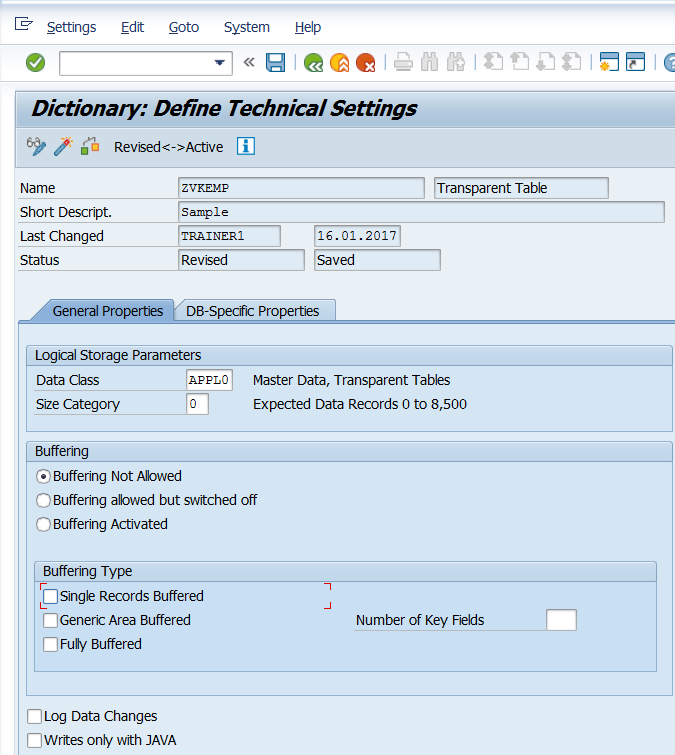 Settings Edit Goto System Help
Dictionary: Define Technical Settings
Revised<->Active
Name ZVKEMP Transparent Table
Short Descript. Sample
Last Changed TRAINER1 16.01.2017
Status Revised Saved
General Properties DB-Specific Properties
Logical Storage Parameters
Data Class APPL0 Master Data, Transparent Tables
Size Category 0 Expected Data Records 0 to 8,500
Buffering
Buffering Not Allowed
Buffering allowed but switched off
Buffering Activated
Buffering Type
Single Records Buffered
Generic Area Buffered Number of Key Fields
Fully Buffered
Log Data Changes
Writes only with JAVA